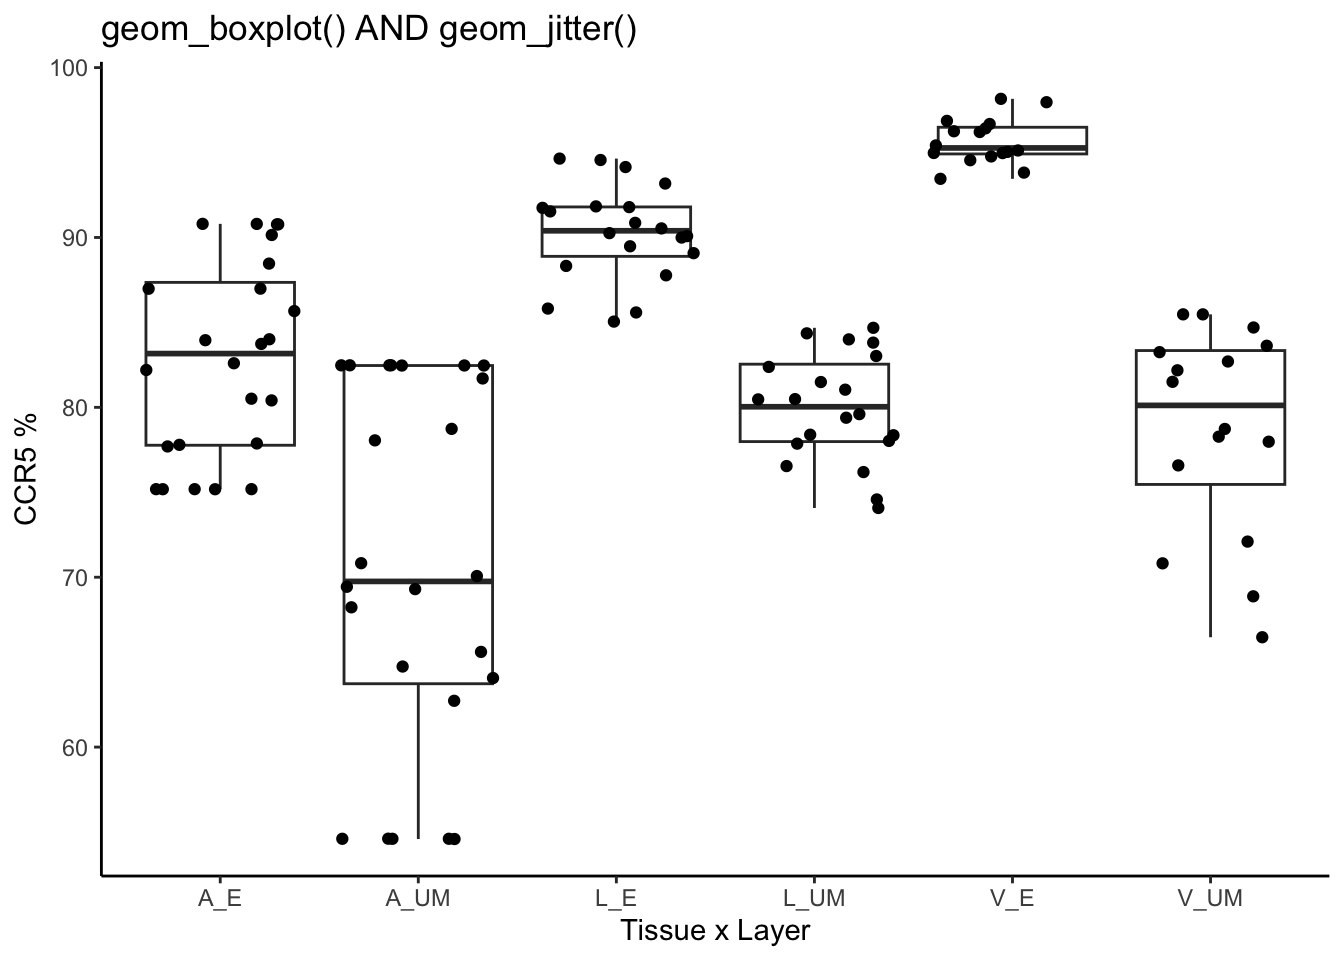 geom_boxplot() AND geom_jitter()
100
90
80
70
60
CCR5 %
A_E A_UM L_E L_UM V_E V_UM
Tissue x Layer